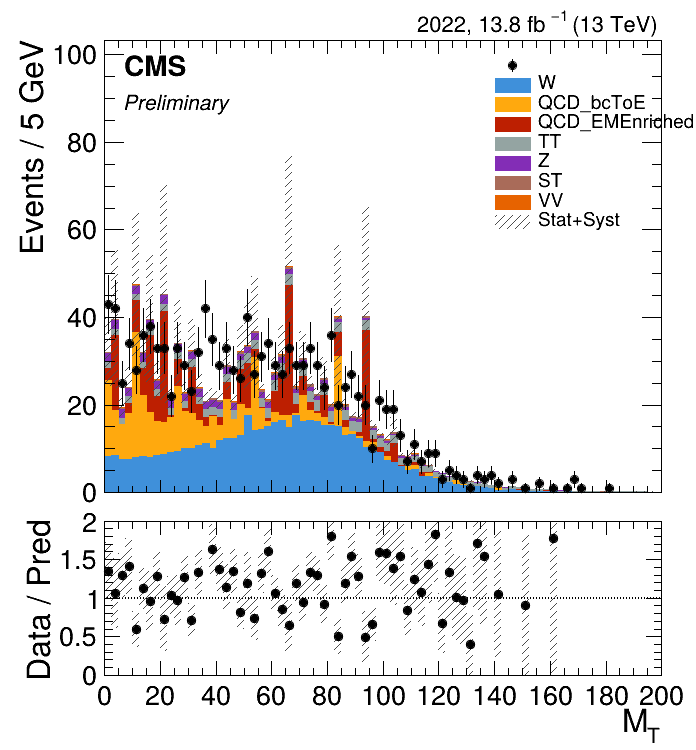 2022, 13.8 fb⁻¹ (13 TeV)
CMS
Preliminary
W
QCD_bcToE
QCD_EMEnriched
TT
Z
ST
VV
Stat+Syst
Events / 5 GeV
100
80
60
40
20
0
Data / Pred
2
1.5
1
0.5
0
0 20 40 60 80 100 120 140 160 180 200
M_T